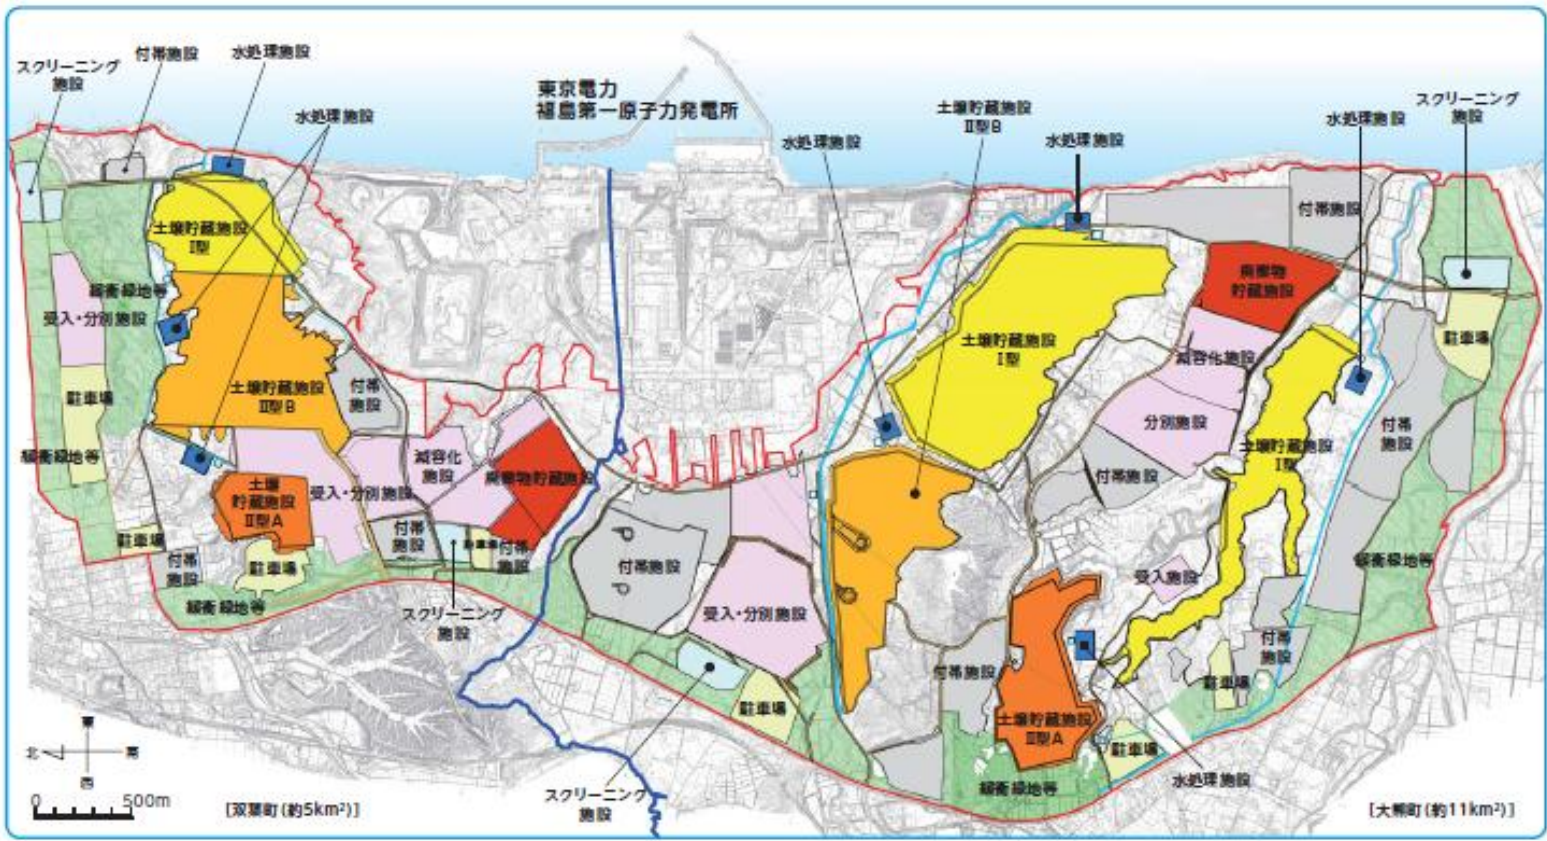 スクリーニング
施設
付帯施設
水処理施設
水処理施設
東京電力
福島第一原子力発電所
水処理施設
土壌貯蔵施設
Ⅱ型B
水処理施設
水処理施設
スクリーニング
施設
土壌貯蔵施設
Ⅰ型
付帯施設
廃棄物
貯蔵施設
緩衝緑地等
受入・分別施設
土壌貯蔵施設
Ⅰ型
駐車場
減容化施設
駐車場
土壌貯蔵施設
Ⅱ型B
付帯
施設
分別施設
付帯
施設
土壌貯蔵施設
Ⅰ型
緩衝緑地等
減容化
施設
廃棄物貯蔵施設
付帯施設
土壌
貯蔵施設
Ⅱ型A
受入・分別施設
駐車場
付帯
施設
駐車場
付帯
施設
付帯
施設
駐車場
付帯施設
受入施設
緩衝緑地等
緩衝緑地等
スクリーニング
施設
受入・分別施設
付帯
施設
付帯施設
駐車場
駐車場
土壌貯蔵施設
Ⅱ型A
駐車場
水処理施設
緩衝緑地等
スクリーニング
施設
東
北
南
西
0
500m
[双葉町(約5km²)]
[大熊町(約11km²)]